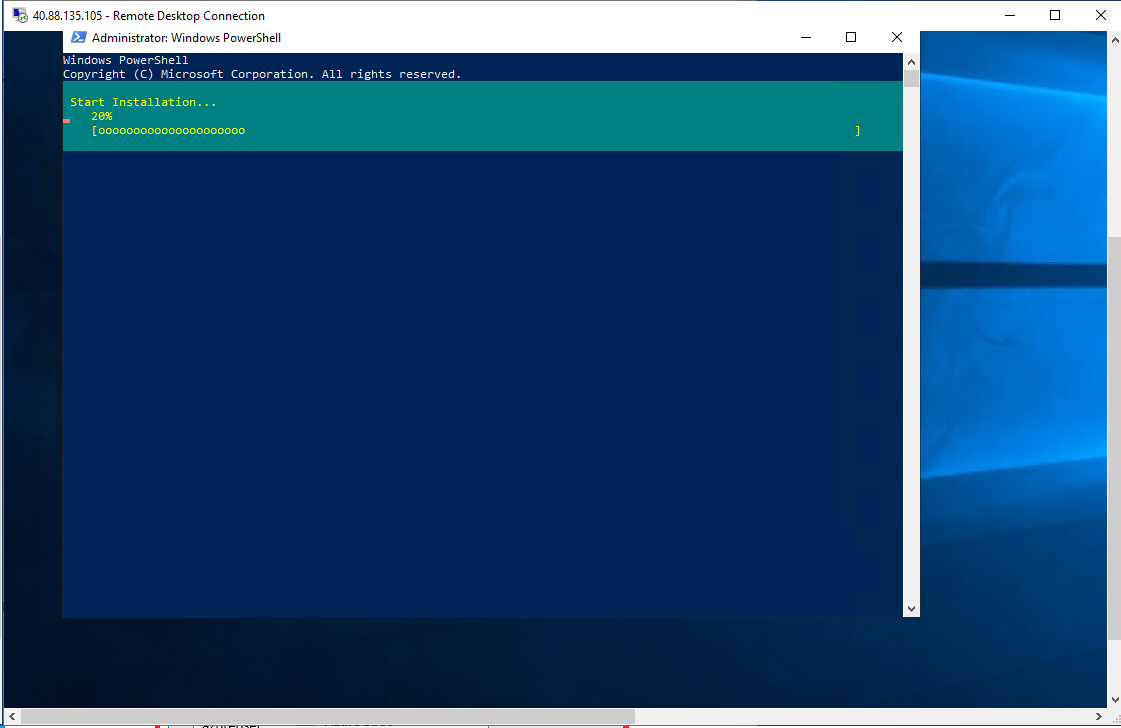 40.88.135.105 - Remote Desktop Connection
Administrator: Windows PowerShell
Windows PowerShell
Copyright (C) Microsoft Corporation. All rights reserved.
Start Installation...
20%
[ooooooooooooooooooooo ]